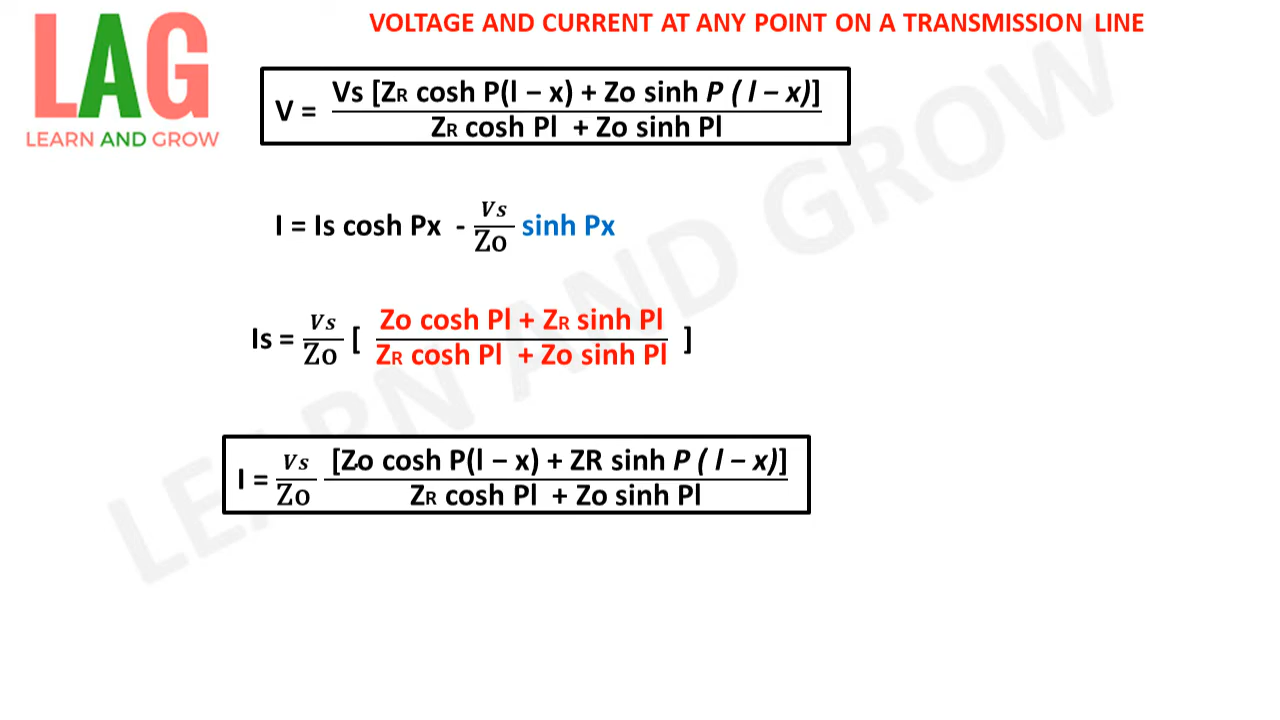 LAG
LEARN AND GROW
VOLTAGE AND CURRENT AT ANY POINT ON A TRANSMISSION LINE
V = Vs [ZR cosh P(l – x) + Zo sinh P ( l – x)] / ZR cosh Pl + Zo sinh Pl
I = Is cosh Px - Vs/Zo sinh Px
Is = Vs/Zo [ Zo cosh Pl + ZR sinh Pl / ZR cosh Pl + Zo sinh Pl ]
I = Vs/Zo [Zo cosh P(l – x) + ZR sinh P ( l – x)] / ZR cosh Pl + Zo sinh Pl
LEARN AND GROW